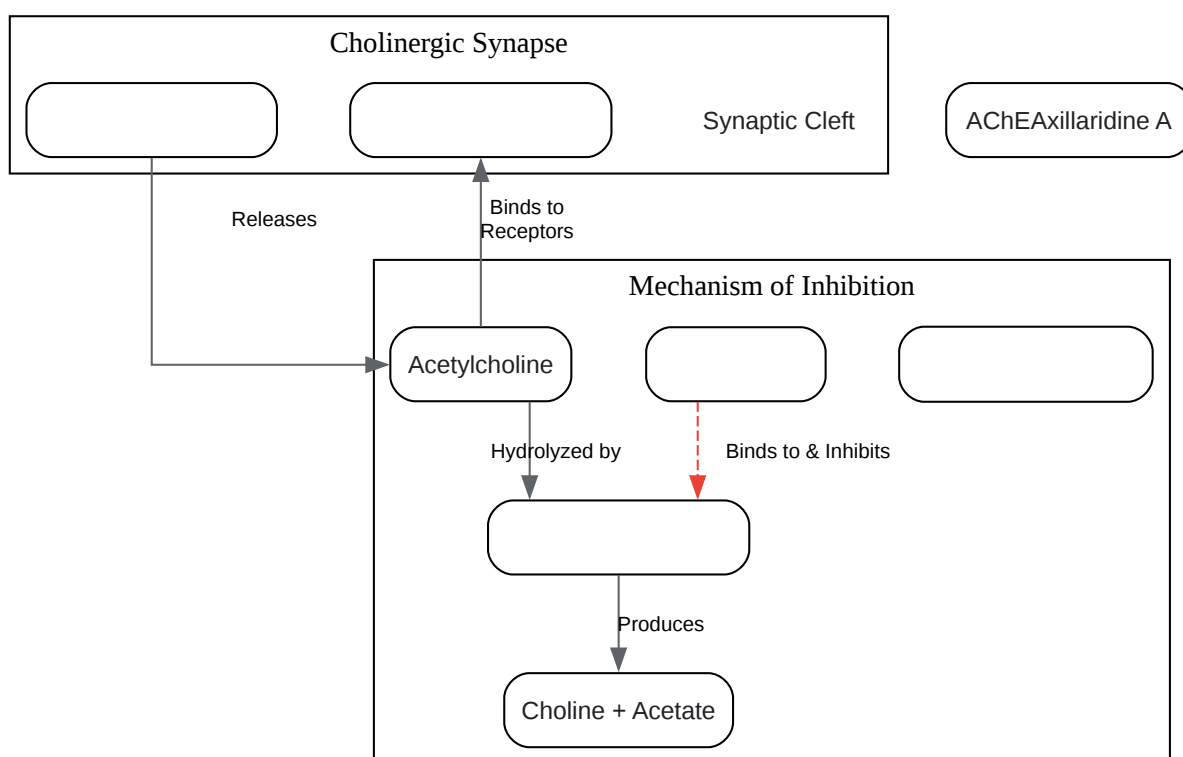 Cholinergic Synapse
Synaptic Cleft
AChEAxillaridine A
Releases
Binds to
Receptors
Mechanism of Inhibition
Acetylcholine
Hydrolyzed by
Binds to & Inhibits
Produces
Choline + Acetate